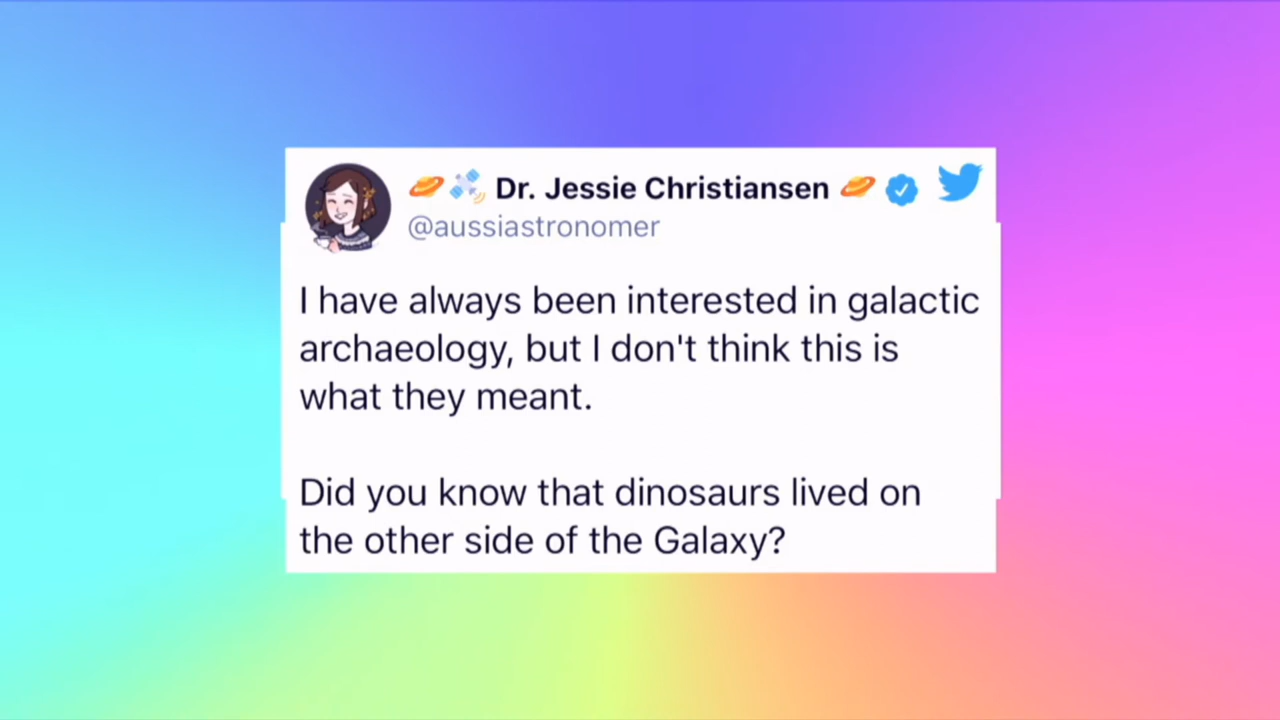 🪐🛰️ Dr. Jessie Christiansen 🪐
@aussiastronomer
I have always been interested in galactic
archaeology, but I don't think this is
what they meant.
Did you know that dinosaurs lived on
the other side of the Galaxy?